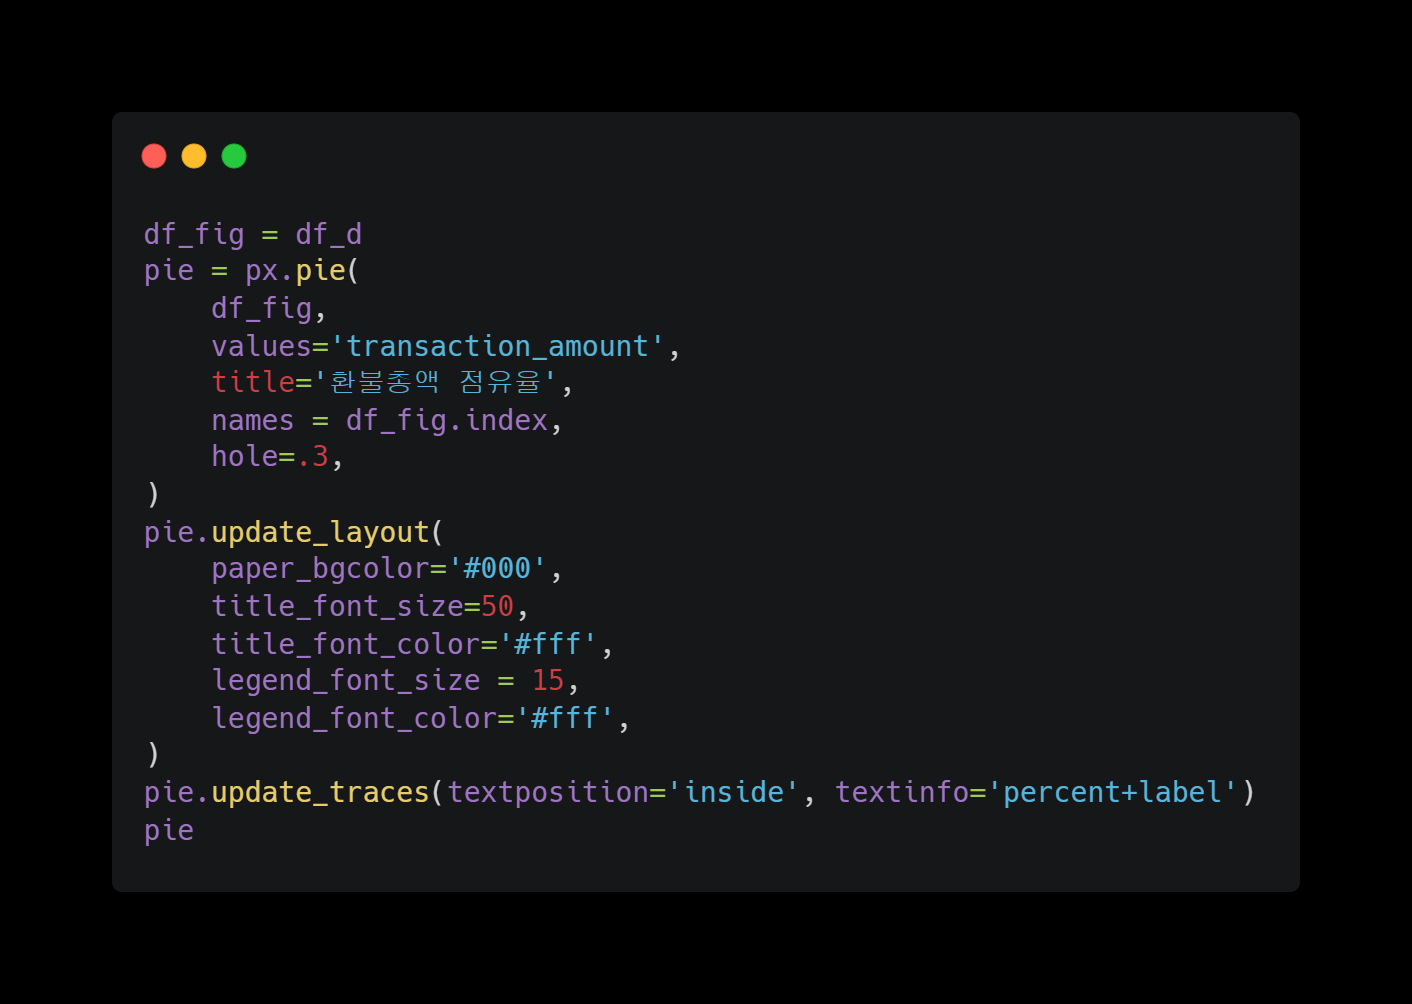 df_fig = df_d
pie = px.pie(
    df_fig,
    values='transaction_amount',
    title='환불총액 점유율',
    names = df_fig.index,
    hole=.3,
)
pie.update_layout(
    paper_bgcolor='#000',
    title_font_size=50,
    title_font_color='#fff',
    legend_font_size = 15,
    legend_font_color='#fff',
)
pie.update_traces(textposition='inside', textinfo='percent+label')
pie